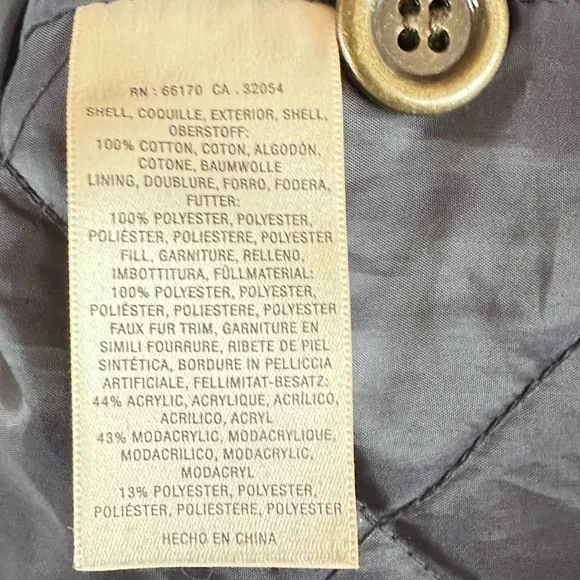 RN : 66170 CA . 32054
SHELL, COQUILLE, EXTERIOR, SHELL,
OBERSTOFF:
100% COTTON, COTON, ALGODÓN,
COTONE, BAUMWOLLE
LINING, DOUBLURE, FORRO, FODERA,
FUTTER:
100% POLYESTER, POLYESTER,
POLIÉSTER, POLIESTERE, POLYESTER
FILL, GARNITURE, RELLENO,
IMBOTTITURA, FÜLLMATERIAL:
100% POLYESTER, POLYESTER,
POLIÉSTER, POLIESTERE, POLYESTER
FAUX FUR TRIM, GARNITURE EN
SIMILI FOURRURE, RIBETE DE PIEL
SINTÉTICA, BORDURE IN PELLICCIA
ARTIFICIALE, FELLIMITAT-BESATZ:
44% ACRYLIC, ACRYLIQUE, ACRÍLICO,
ACRILICO, ACRYL
43% MODACRYLIC, MODACRYLIQUE,
MODACRILICO, MODACRYLIC,
MODACRYL
13% POLYESTER, POLYESTER,
POLIÉSTER, POLIESTERE, POLYESTER
HECHO EN CHINA